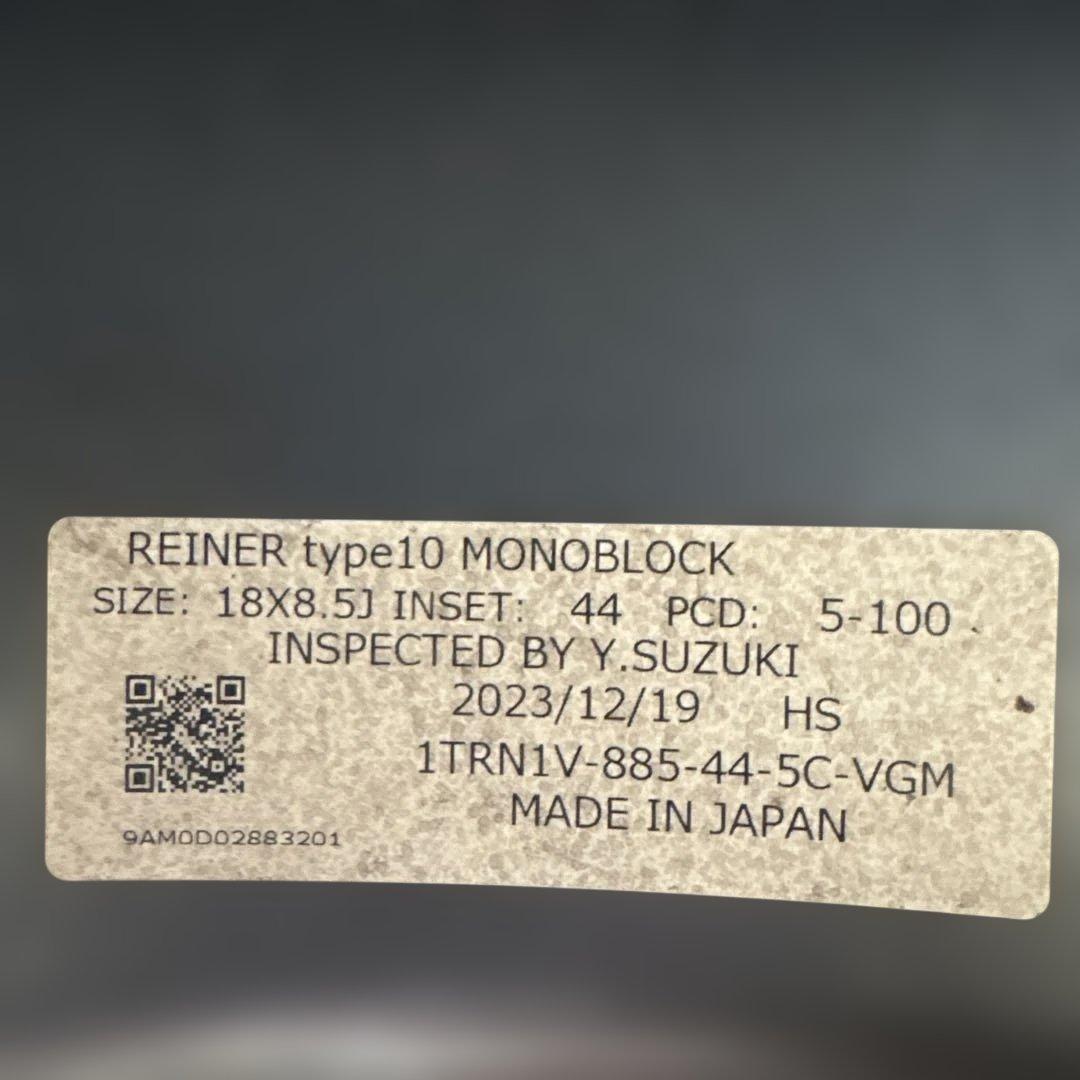 REINER type10 MONOBLOCK
SIZE: 18X8.5J INSET: 44 PCD: 5-100
INSPECTED BY Y.SUZUKI
2023/12/19 HS
1TRN1V-885-44-5C-VGM
MADE IN JAPAN
9AM0D02883201